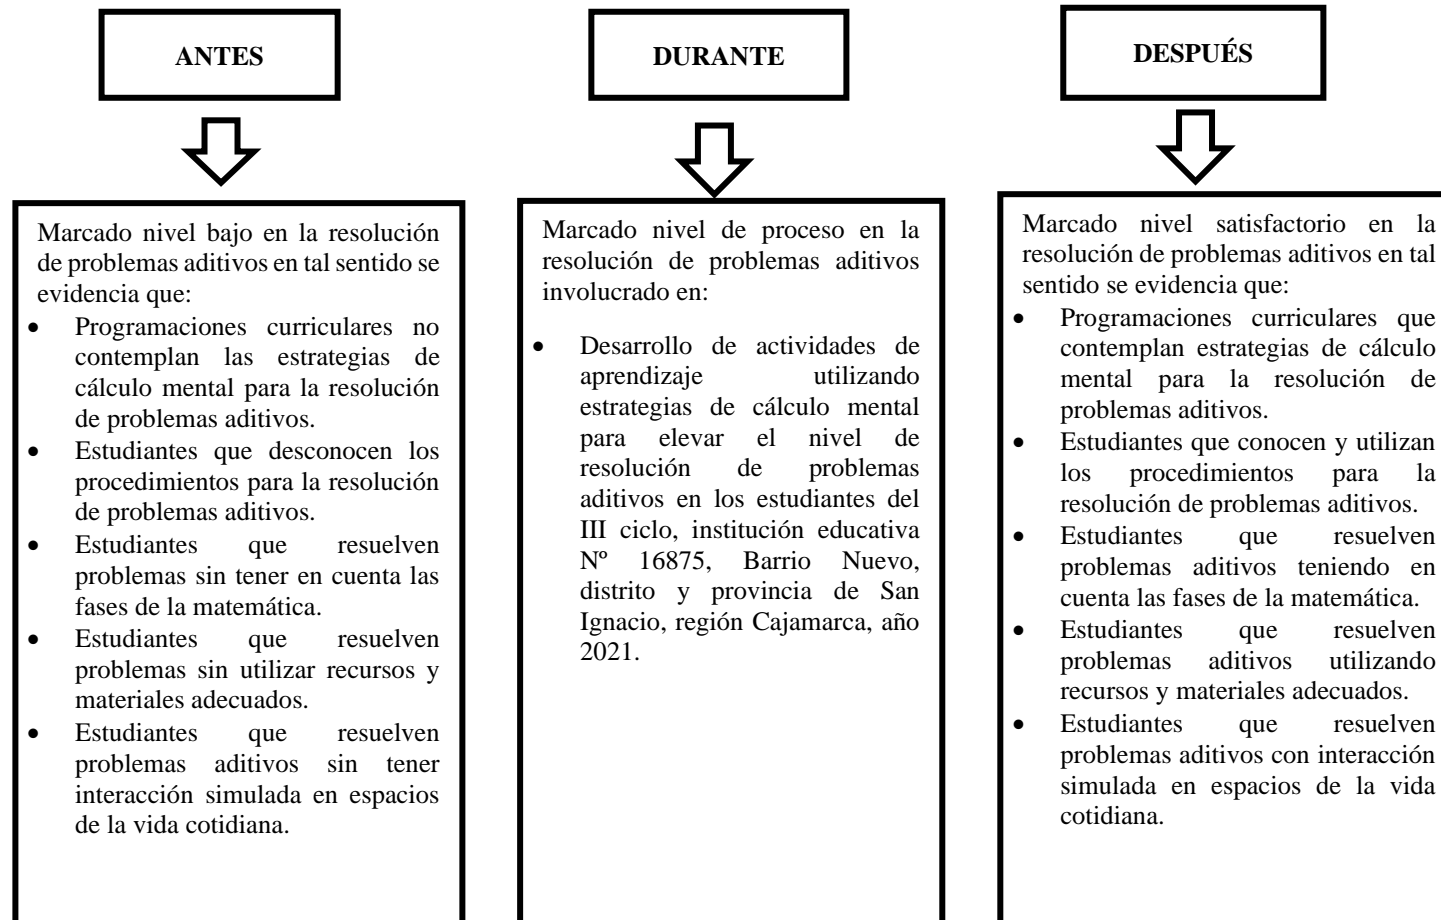 ANTES
Marcado nivel bajo en la resolución
de problemas aditivos en tal sentido se
evidencia que:
• Programaciones curriculares no
contemplan las estrategias de
cálculo mental para la resolución
de problemas aditivos.
• Estudiantes que desconocen los
procedimientos para la resolución
de problemas aditivos.
• Estudiantes que resuelven
problemas sin tener en cuenta las
fases de la matemática.
• Estudiantes que resuelven
problemas sin utilizar recursos y
materiales adecuados.
• Estudiantes que resuelven
problemas aditivos sin tener
interacción simulada en espacios
de la vida cotidiana.
DURANTE
Marcado nivel de proceso en la
resolución de problemas aditivos
involucrado en:
• Desarrollo de actividades de
aprendizaje utilizando
estrategias de cálculo mental
para elevar el nivel de
resolución de problemas
aditivos en los estudiantes del
III ciclo, institución educativa
Nº 16875, Barrio Nuevo,
distrito y provincia de San
Ignacio, región Cajamarca, año
2021.
DESPUÉS
Marcado nivel satisfactorio en la
resolución de problemas aditivos en tal
sentido se evidencia que:
• Programaciones curriculares que
contemplan estrategias de cálculo
mental para la resolución de
problemas aditivos.
• Estudiantes que conocen y utilizan
los procedimientos para la
resolución de problemas aditivos.
• Estudiantes que resuelven
problemas aditivos teniendo en
cuenta las fases de la matemática.
• Estudiantes que resuelven
problemas aditivos utilizando
recursos y materiales adecuados.
• Estudiantes que resuelven
problemas aditivos con interacción
simulada en espacios de la vida
cotidiana.